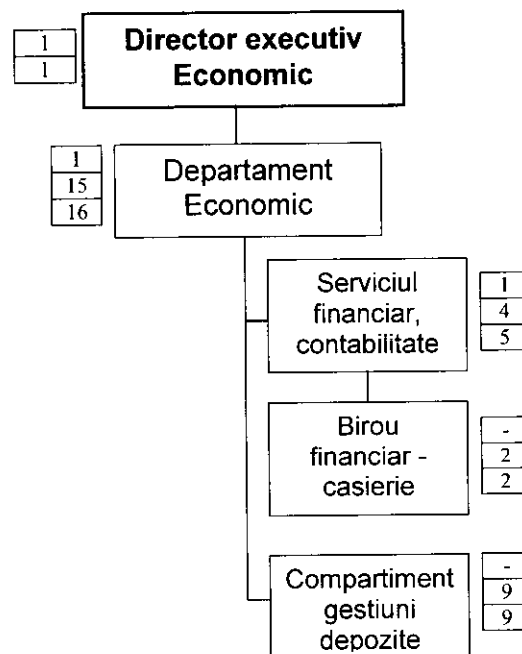 1
1
Director executiv
Economic
1
15
16
Departament
Economic
Serviciul
financiar,
contabilitate
1
4
5
Birou
financiar -
casierie
-
2
2
Compartiment
gestiuni
depozite
-
9
9